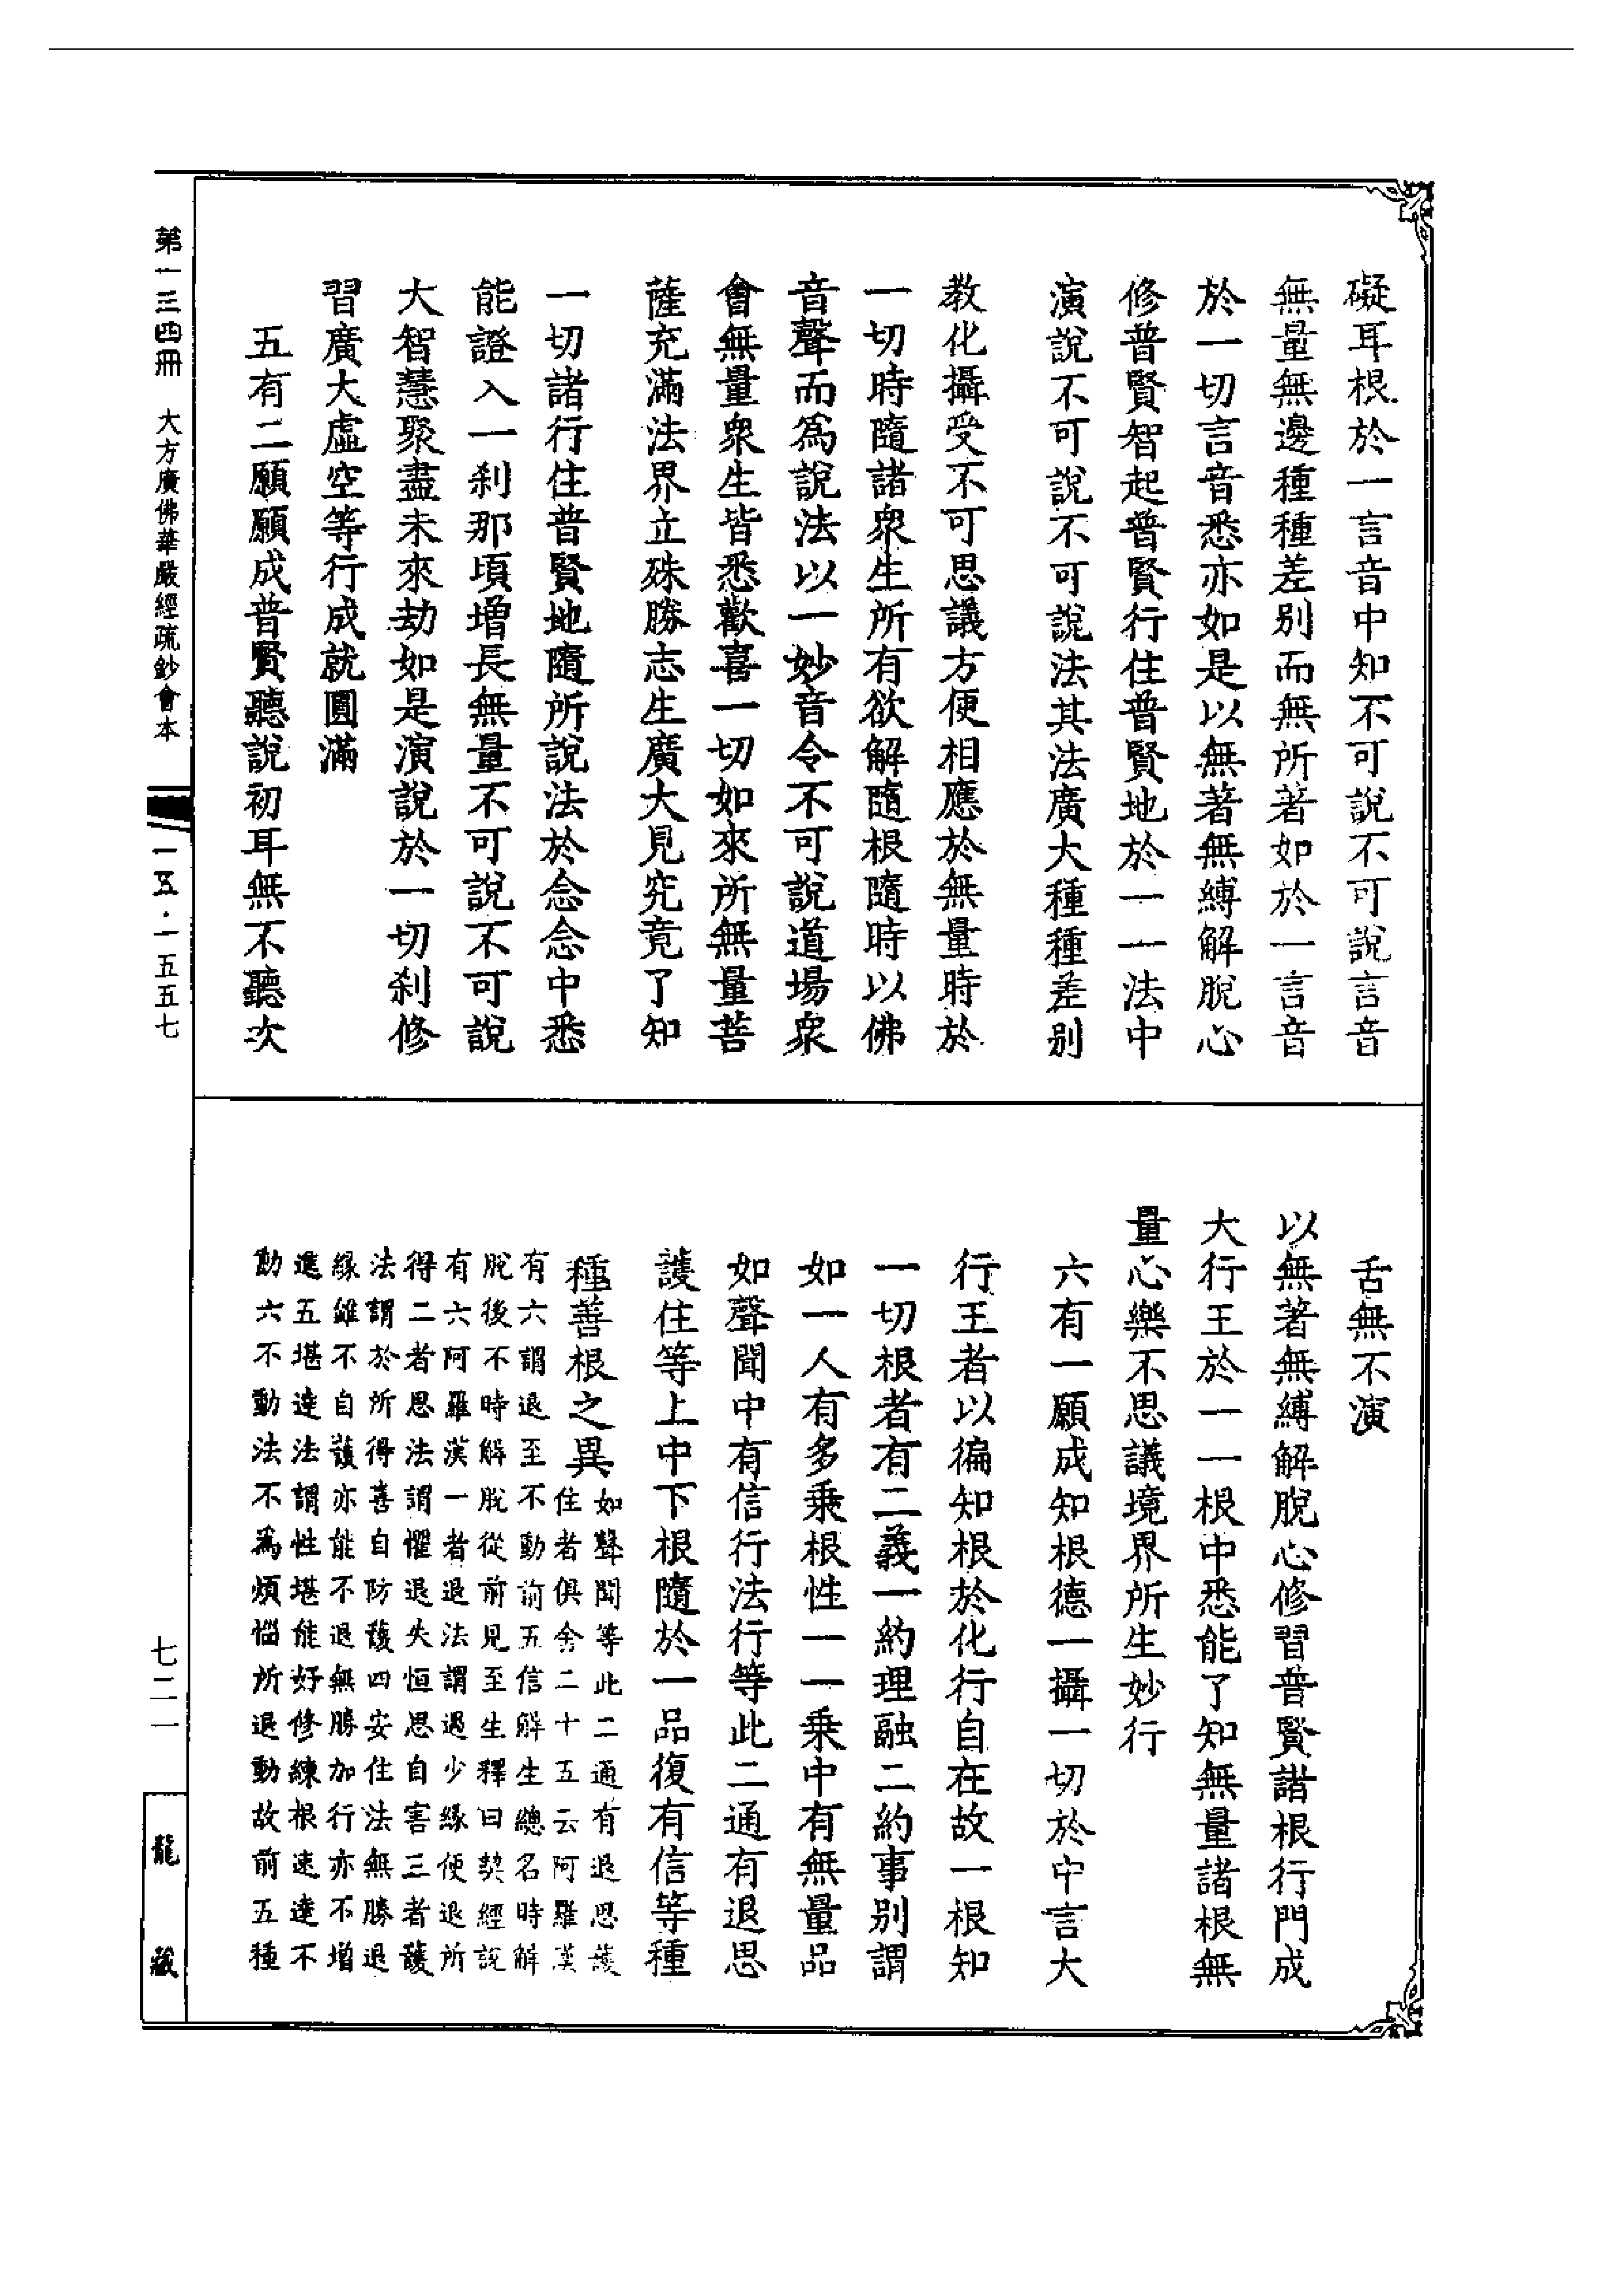 礙耳根於一言音中知不可說不可說言音
無量無邊種種差別而無所著如於一言音
於一切言音悉亦如是以無著無縛解脫心
修普賢智起普賢行住普賢地於一一法中
演說不可說不可說法其法廣大種種差別
教化攝受不可思議方便相應於無量時於
一切時隨諸衆生所有欲解隨根隨時以佛
音聲而爲說法以一妙音令不可說道場衆
會無量衆生皆悉歡喜一切如來所無量菩
薩充滿法界立殊勝志生廣大見究竟了知
一切諸行住普賢地隨所說法於念念中悉
能證入一刹那頃增長無量不可說不可說
大智慧聚盡未來劫如是演說於一切刹修
習廣大虛空等行成就圓滿
五有二願願成普賢聽說初耳無不聽次
舌無不演
以無著無縛解脫心修習普賢諸根行門成
大行王於一一根中悉能了知無量諸根無
量心樂不思議境界所生妙行
六有一願成知根德一攝一切於中言大
行王者以徧知根於化行自在故一根知
一切根者有二義一約理融二約事別謂
如一人有多乘根性一一乘中有無量品
如聲聞中有信行法行等此二通有退思
護住等上中下根隨於一品復有信等種
種善根之異
如聲聞等此二通有退思護
住者俱舍二十五云阿羅漢
有六謂退至不動前五信解生總名時解
脫後不時解脫從前見至生釋曰契經說
有六阿羅漢一者退法謂遇少緣便退所
得二者思法謂懼退失恒思自害三者護
法謂於所得善自防護四安住法無勝退
緣雖不自護亦能不退無勝加行亦不增
進五堪達法謂性堪能好修練根速達不
動六不動法不爲煩惱所退動故前五種
第一三四冊 大方廣佛華嚴經疏鈔會本
一五·一五五七
七二一
龍藏